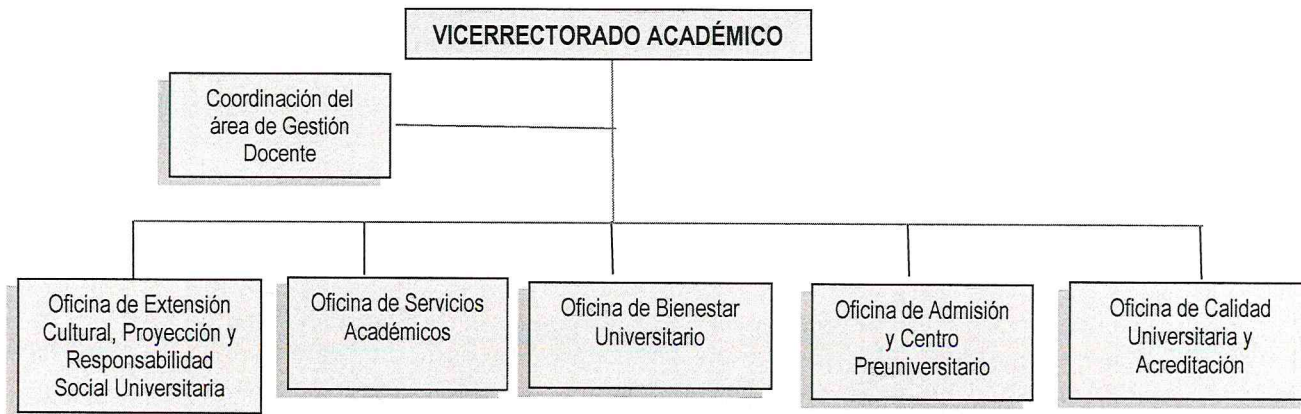 VICERRECTORADO ACADÉMICO
Coordinación del
área de Gestión
Docente
Oficina de Extensión
Cultural, Proyección y
Responsabilidad
Social Universitaria
Oficina de Servicios
Académicos
Oficina de Bienestar
Universitario
Oficina de Admisión
y Centro
Preuniversitario
Oficina de Calidad
Universitaria y
Acreditación